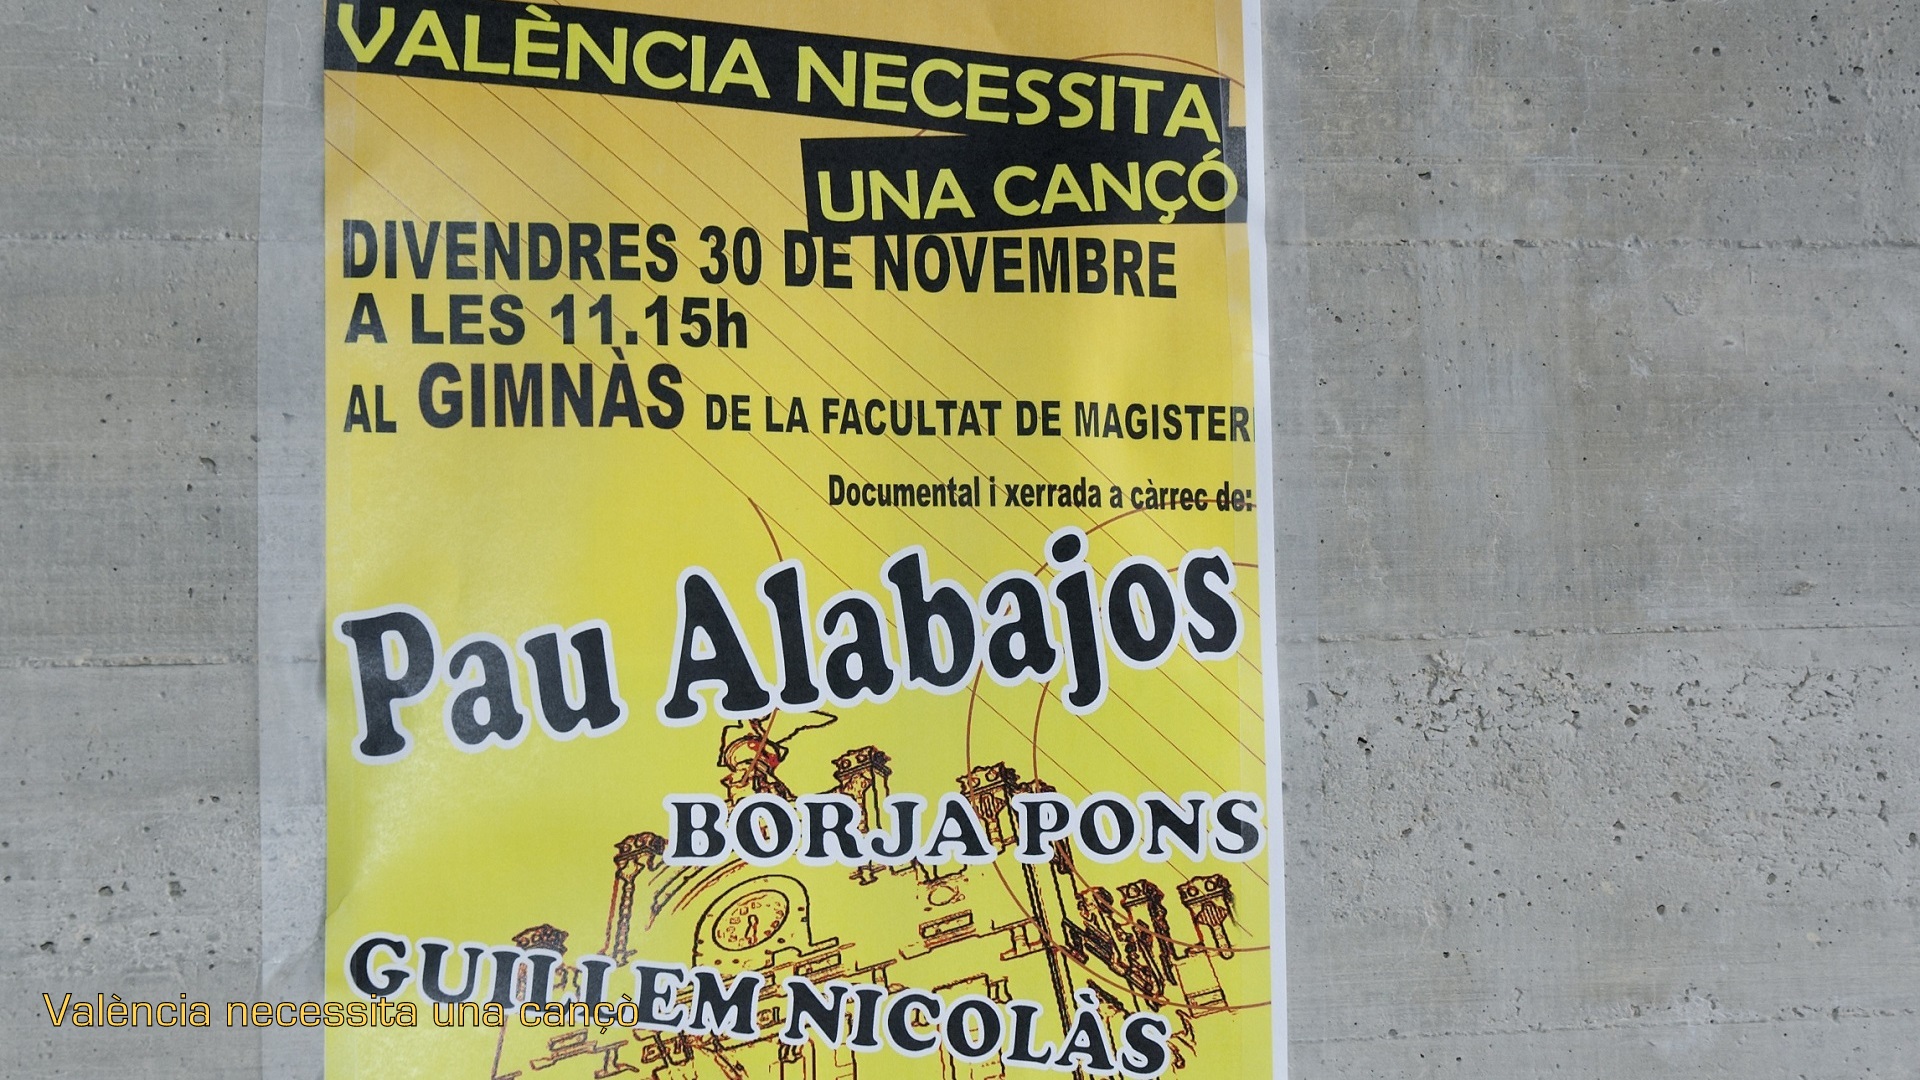 VALÈNCIA NECESSITA
UNA CANÇÓ
DIVENDRES 30 DE NOVEMBRE
A LES 11.15h
AL GIMNÀS DE LA FACULTAT DE MAGISTERI
Documental i xerrada a càrrec de:
Pau Alabajos
BORJA PONS
GUILLEM NICOLÀS
València necessita una cançò